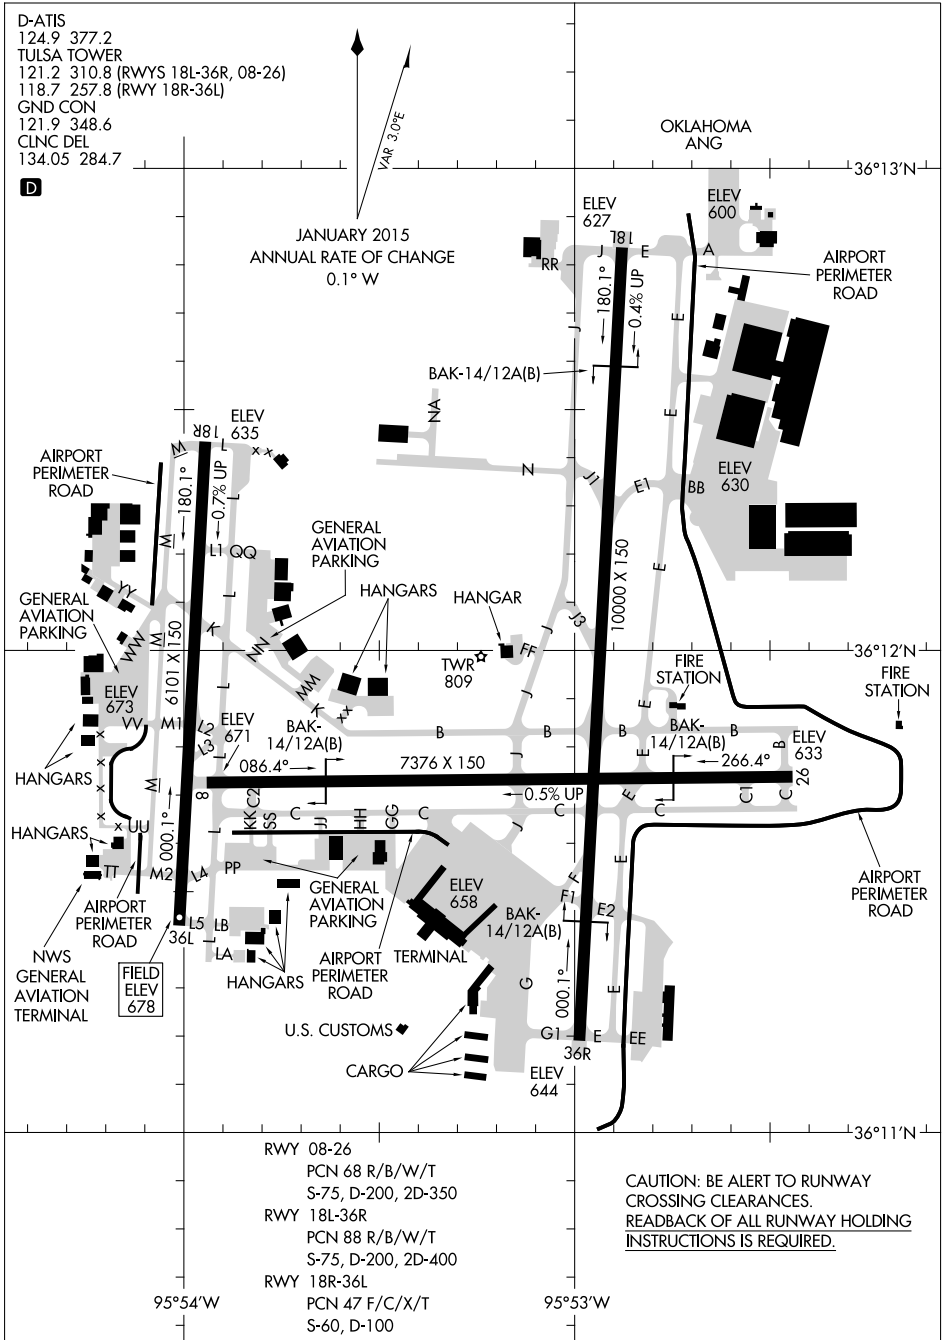 D-ATIS
124.9 377.2
TULSA TOWER
121.2 310.8 (RWYS 18L-36R, 08-26)
118.7 257.8 (RWY 18R-36L)
GND CON
121.9 348.6
CLNC DEL
134.05 284.7
D
VAR 3.0°E
JANUARY 2015
ANNUAL RATE OF CHANGE
0.1° W
OKLAHOMA
ANG
36°13'N
ELEV
627
18L
ELEV
600
J
E
A
RR
AIRPORT
PERIMETER
ROAD
180.1°
0.4% UP
E
J
BAK-14/12A(B)
NA
E
ELEV
635
18R
M
L
x x
AIRPORT
PERIMETER
ROAD
180.1°
0.7% UP
L
N
J1
E1
BB
ELEV
630
M
L1
QQ
GENERAL
AVIATION
PARKING
HANGARS
HANGAR
10000 X 150
E
YY
GENERAL
AVIATION
PARKING
L
J3
WW
M
6101 X 150
K
NN
J
FF
36°12'N
TWR
809
FIRE
STATION
FIRE
STATION
ELEV
673
L
MM
J
E
VV
M1
L2
ELEV
671
K
x x
BAK-
14/12A(B)
B
B
B
BAK-
14/12A(B)
B
B
ELEV
633
L3
HANGARS
x
x
x
x
M
086.4°
7376 X 150
J
E
266.4°
26
8
0.5% UP
KK
C2
SS
C
JJ
HH
GG
C
J
C
E
C
C1
C
HANGARS
x
x
UU
000.1°
L
E
TT
M2
L4
PP
GENERAL
AVIATION
PARKING
ELEV
658
F
F1
E2
AIRPORT
PERIMETER
ROAD
AIRPORT
PERIMETER
ROAD
BAK-
14/12A(B)
36L
L5
LB
L
LA
NWS
GENERAL
AVIATION
TERMINAL
FIELD
ELEV
678
HANGARS
AIRPORT
PERIMETER
ROAD
TERMINAL
G
000.1°
E
U.S. CUSTOMS
G1
E
EE
36R
CARGO
ELEV
644
36°11'N
RWY 08-26
PCN 68 R/B/W/T
S-75, D-200, 2D-350
RWY 18L-36R
PCN 88 R/B/W/T
S-75, D-200, 2D-400
RWY 18R-36L
PCN 47 F/C/X/T
S-60, D-100
CAUTION: BE ALERT TO RUNWAY
CROSSING CLEARANCES.
READBACK OF ALL RUNWAY HOLDING
INSTRUCTIONS IS REQUIRED.
95°54'W
95°53'W